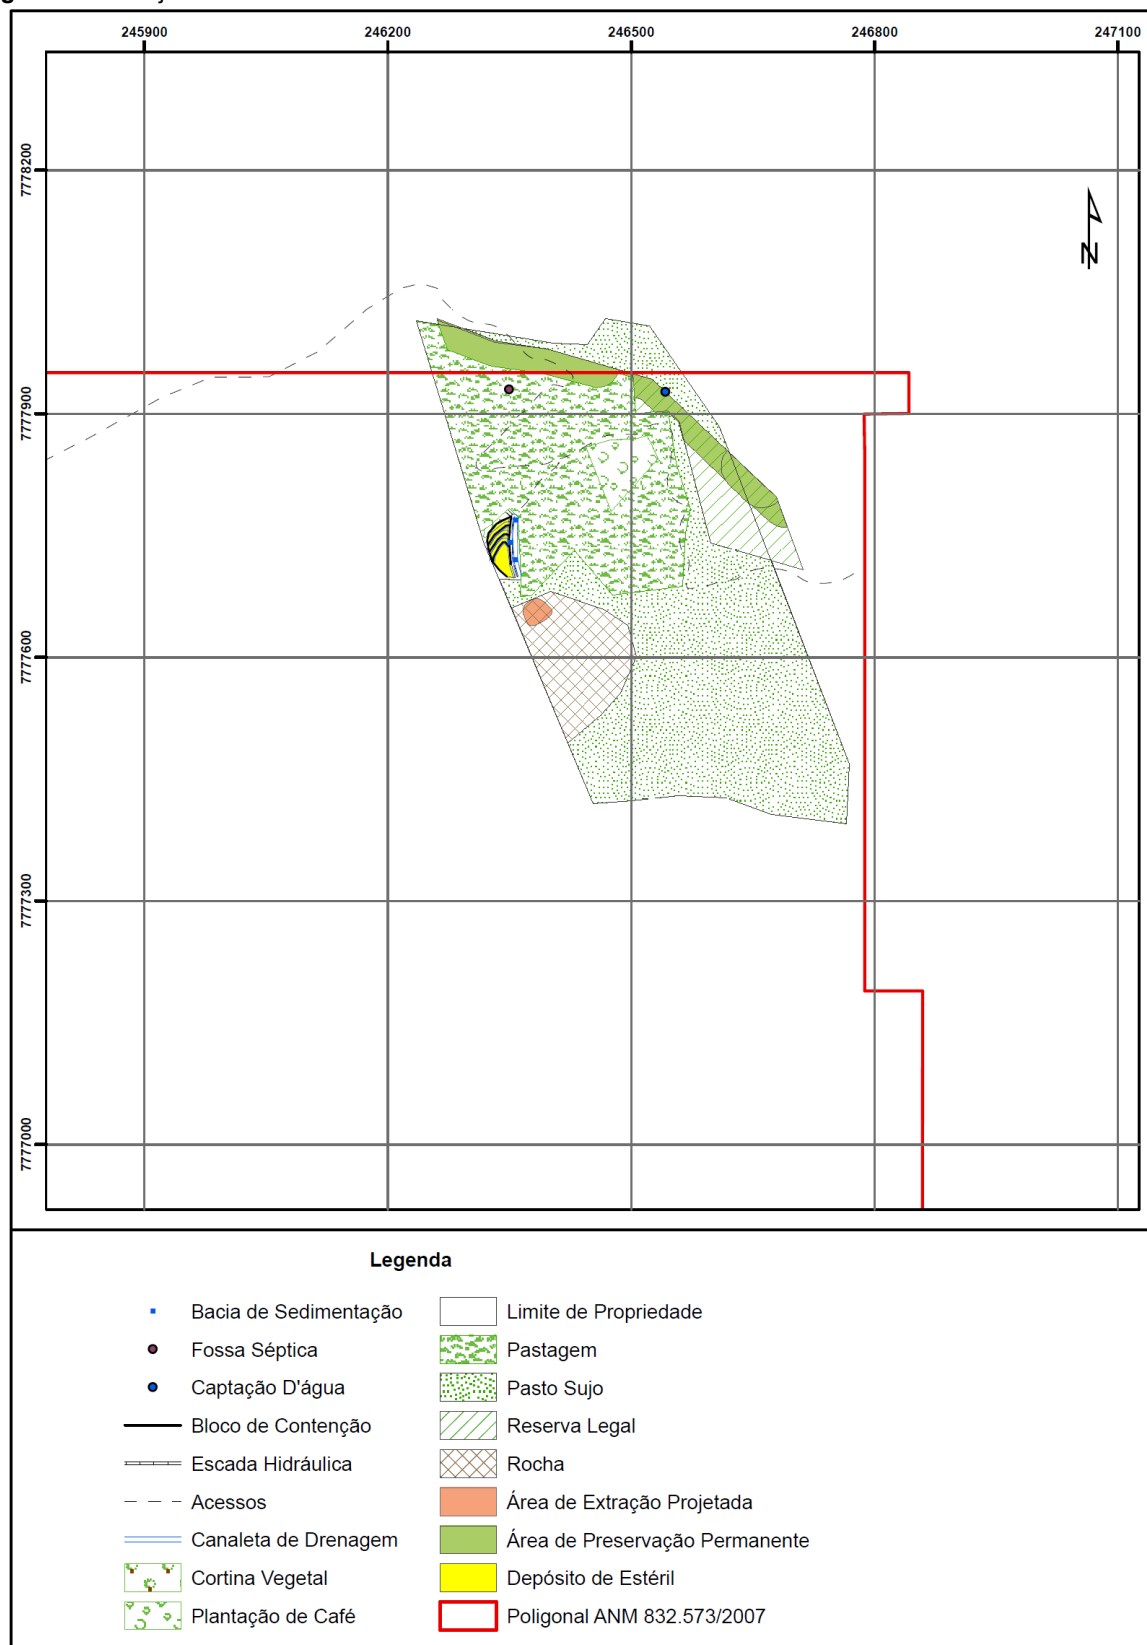 245900 246200 246500 246800 247100
7778200
7777900
7777600
7777300
7777000
N
Legenda
Bacia de Sedimentação
Fossa Séptica
Captação D'água
Bloco de Contenção
Escada Hidráulica
Acessos
Canaleta de Drenagem
Cortina Vegetal
Plantação de Café
Limite de Propriedade
Pastagem
Pasto Sujo
Reserva Legal
Rocha
Área de Extração Projetada
Área de Preservação Permanente
Depósito de Estéril
Poligonal ANM 832.573/2007